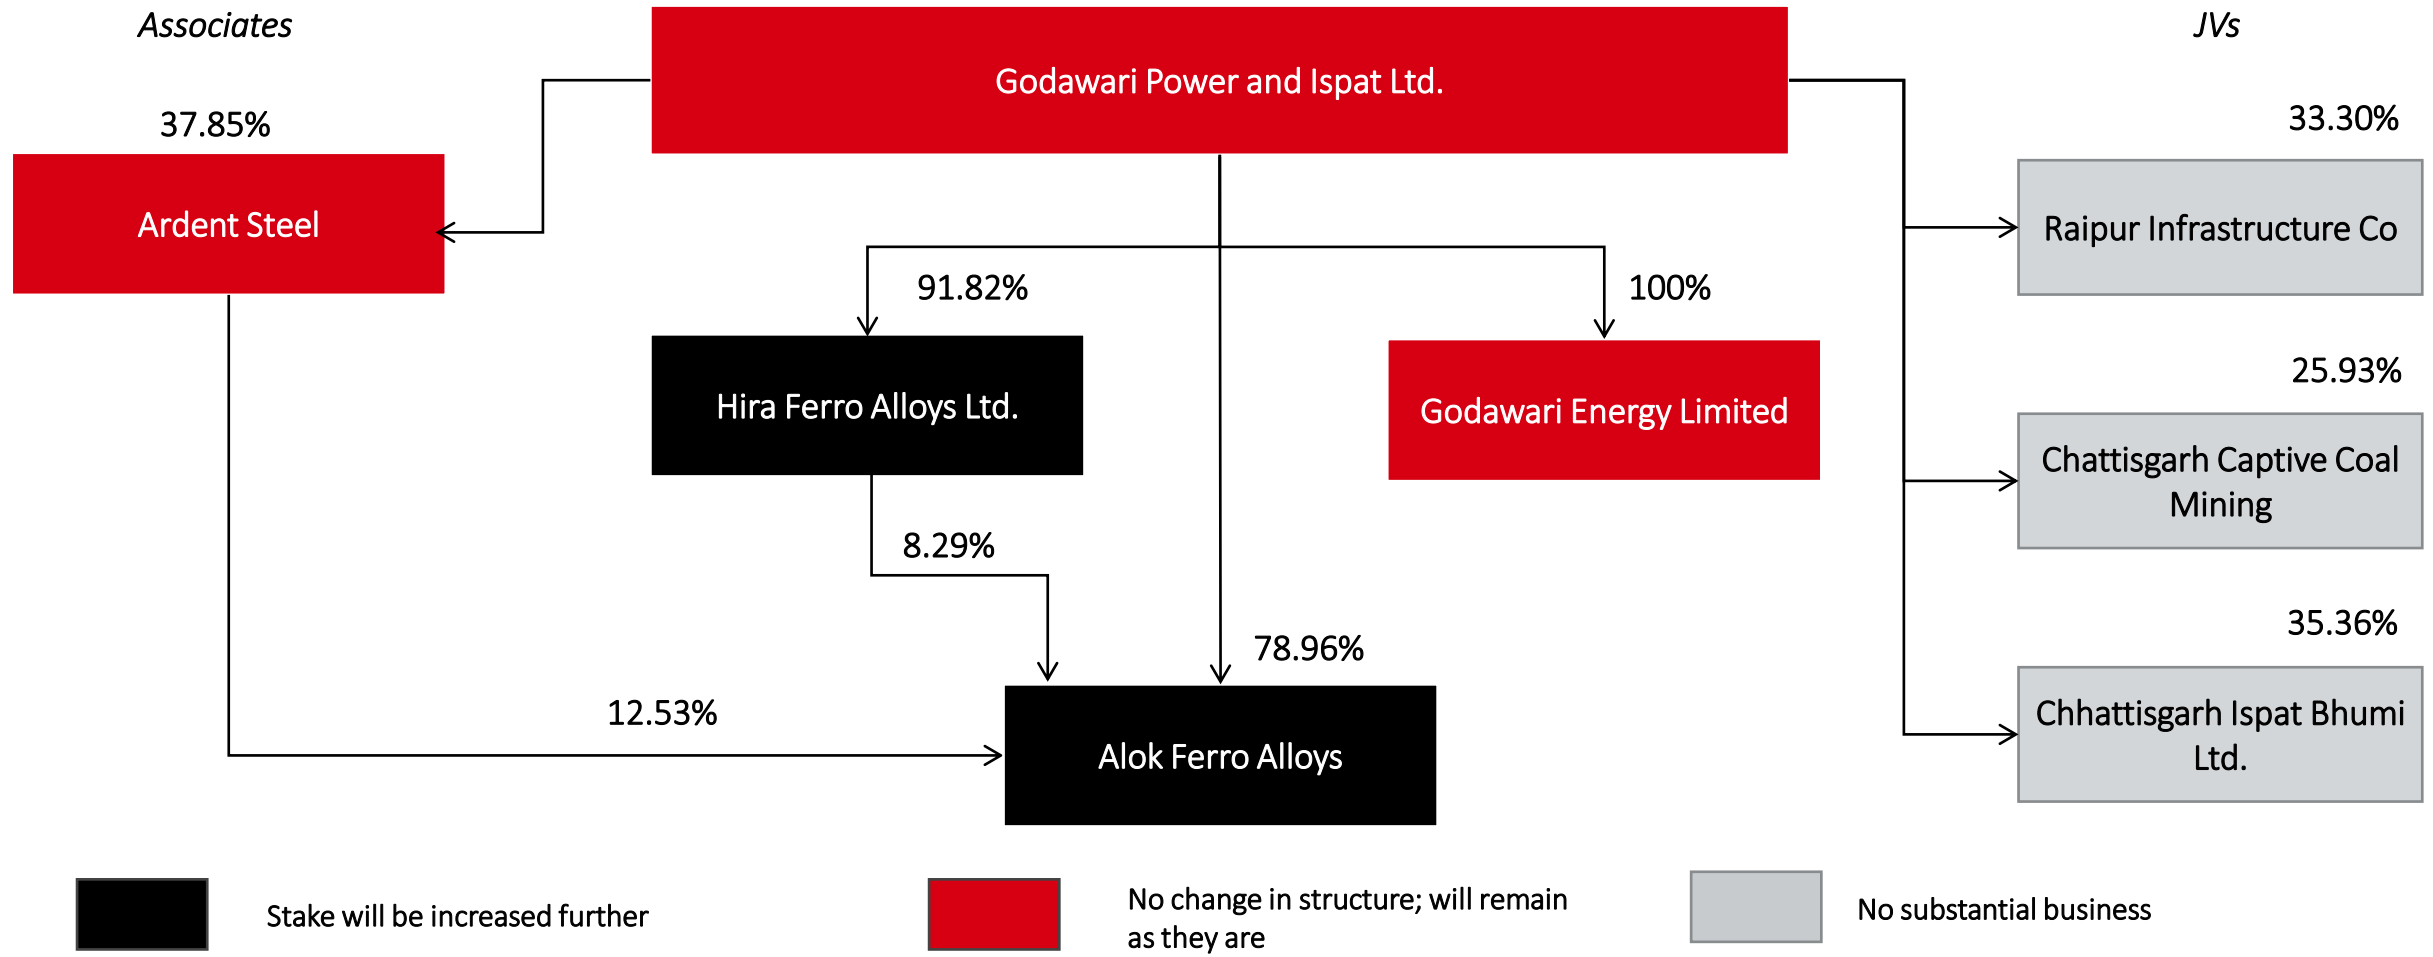 Associates
JVs
Godawari Power and Ispat Ltd.
37.85%
33.30%
Ardent Steel
Raipur Infrastructure Co
91.82%
100%
25.93%
Hira Ferro Alloys Ltd.
Godawari Energy Limited
Chattisgarh Captive Coal
Mining
8.29%
78.96%
35.36%
12.53%
Alok Ferro Alloys
Chhattisgarh Ispat Bhumi
Ltd.
Stake will be increased further
No change in structure; will remain
as they are
No substantial business